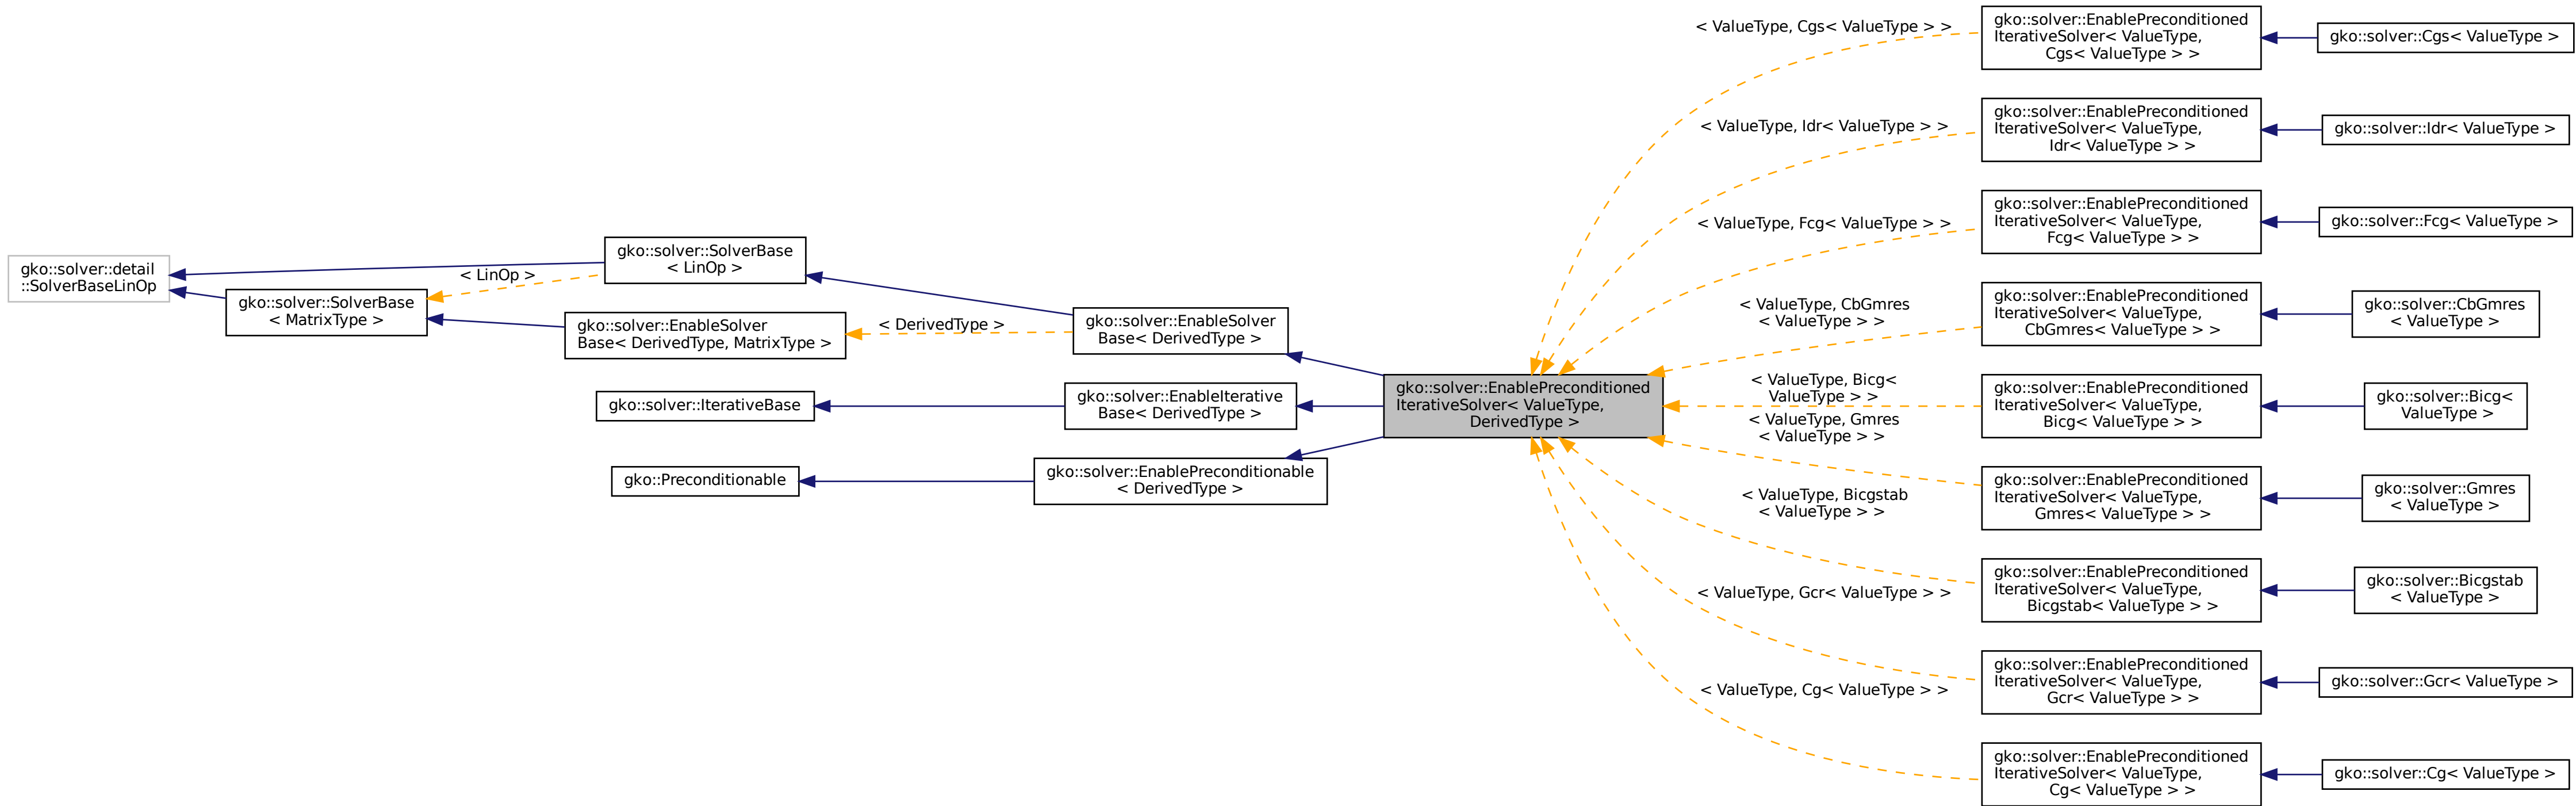 gko::solver::detail
::SolverBaseLinOp
gko::solver::SolverBase
< MatrixType >
< LinOp >
gko::solver::SolverBase
< LinOp >
gko::solver::EnableSolver
Base< DerivedType, MatrixType >
gko::solver::IterativeBase
gko::Preconditionable
< DerivedType >
gko::solver::EnableSolver
Base< DerivedType >
gko::solver::EnableIterative
Base< DerivedType >
gko::solver::EnablePreconditionable
< DerivedType >
gko::solver::EnablePreconditioned
IterativeSolver< ValueType,
DerivedType >
< ValueType, Cgs< ValueType > >
< ValueType, Idr< ValueType > >
< ValueType, Fcg< ValueType > >
< ValueType, CbGmres
< ValueType > >
< ValueType, Bicg<
ValueType > >
< ValueType, Gmres
< ValueType > >
< ValueType, Bicgstab
< ValueType > >
< ValueType, Gcr< ValueType > >
< ValueType, Cg< ValueType > >
gko::solver::EnablePreconditioned
IterativeSolver< ValueType,
Cgs< ValueType > >
gko::solver::Cgs< ValueType >
gko::solver::EnablePreconditioned
IterativeSolver< ValueType,
Idr< ValueType > >
gko::solver::Idr< ValueType >
gko::solver::EnablePreconditioned
IterativeSolver< ValueType,
Fcg< ValueType > >
gko::solver::Fcg< ValueType >
gko::solver::EnablePreconditioned
IterativeSolver< ValueType,
CbGmres< ValueType > >
gko::solver::CbGmres
< ValueType >
gko::solver::EnablePreconditioned
IterativeSolver< ValueType,
Bicg< ValueType > >
gko::solver::Bicg<
ValueType >
gko::solver::EnablePreconditioned
IterativeSolver< ValueType,
Gmres< ValueType > >
gko::solver::Gmres
< ValueType >
gko::solver::EnablePreconditioned
IterativeSolver< ValueType,
Bicgstab< ValueType > >
gko::solver::Bicgstab
< ValueType >
gko::solver::EnablePreconditioned
IterativeSolver< ValueType,
Gcr< ValueType > >
gko::solver::Gcr< ValueType >
gko::solver::EnablePreconditioned
IterativeSolver< ValueType,
Cg< ValueType > >
gko::solver::Cg< ValueType >